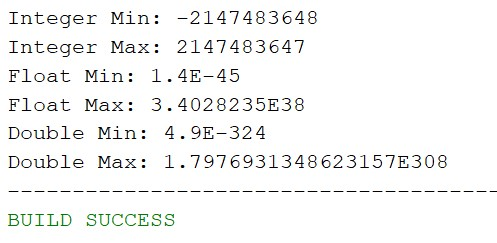 Integer Min: -2147483648
Integer Max: 2147483647
Float Min: 1.4E-45
Float Max: 3.4028235E38
Double Min: 4.9E-324
Double Max: 1.7976931348623157E308
--------------------------------------
BUILD SUCCESS